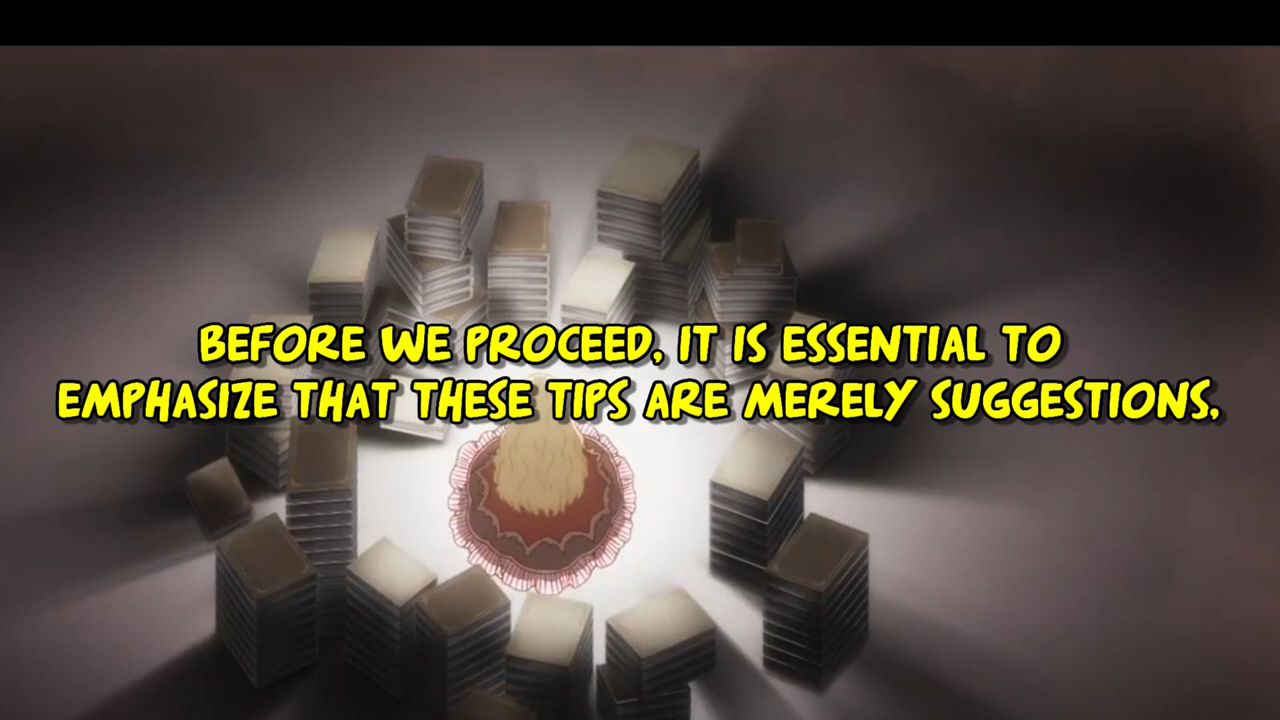 BEFORE WE PROCEED, IT IS ESSENTIAL TO
EMPHASIZE THAT THESE TIPS ARE MERELY SUGGESTIONS,